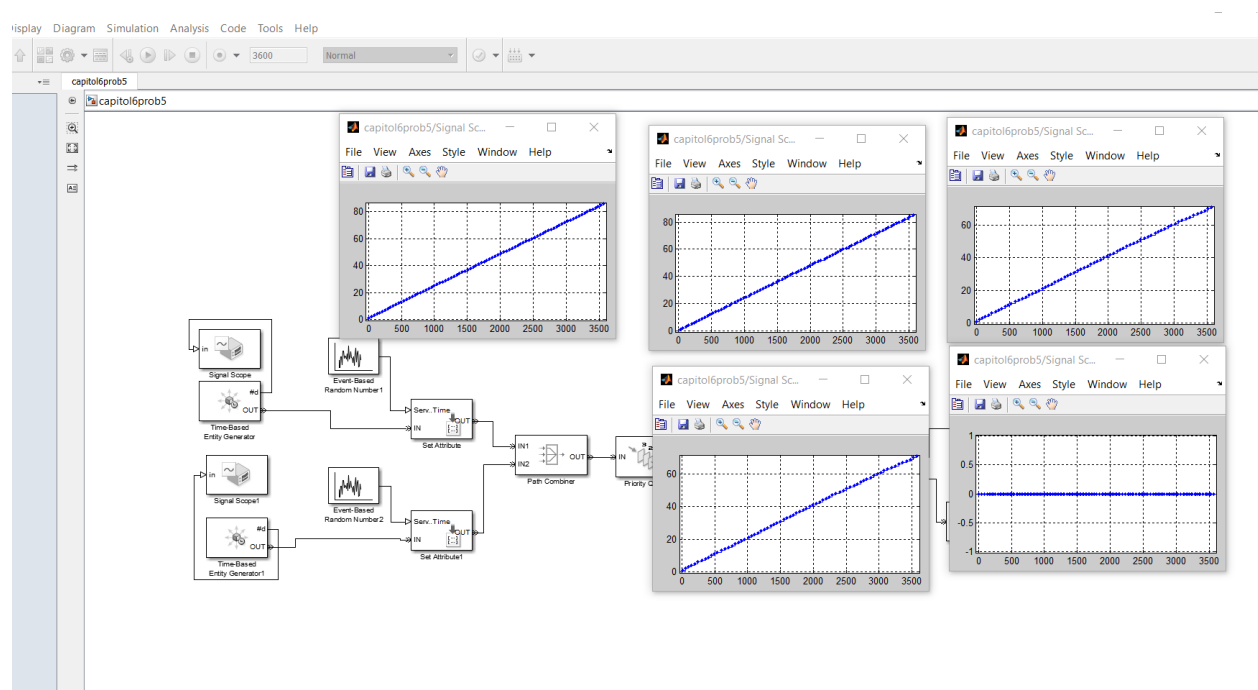 Display Diagram Simulation Analysis Code Tools Help
3600 Normal
capitol6prob5
capitol6prob5
capitol6prob5/Signal Sc...
File View Axes Style Window Help
80
60
40
20
0
0 500 1000 1500 2000 2500 3000 3500
capitol6prob5/Signal Sc...
File View Axes Style Window Help
80
60
40
20
0
0 500 1000 1500 2000 2500 3000 3500
capitol6prob5/Signal Sc...
File View Axes Style Window Help
60
40
20
0
0 500 1000 1500 2000 2500 3000 3500
capitol6prob5/Signal Sc...
File View Axes Style Window Help
60
40
20
0
0 500 1000 1500 2000 2500 3000 3500
capitol6prob5/Signal Sc...
File View Axes Style Window Help
1
0.5
0
-0.5
-1
0 500 1000 1500 2000 2500 3000 3500
in
Signal Scope
#d
OUT
Time-Based
Entity Generator
Event-Based
Random Number1
Serv..Time
OUT
IN
Set Attribute
in
Signal Scope1
#d
OUT
Time-Based
Entity Generator1
Event-Based
Random Number2
Serv..Time
OUT
IN
Set Attribute1
IN1
OUT
IN2
Path Combiner
IN
Priority